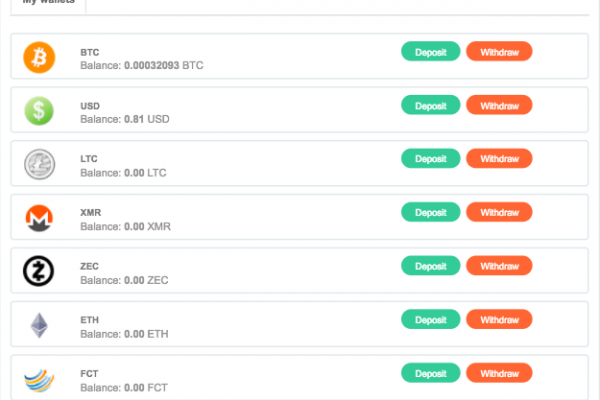 My wallets
BTC
Balance: 0.00032093 BTC
Deposit
Withdraw
USD
Balance: 0.81 USD
Deposit
Withdraw
LTC
Balance: 0.00 LTC
Deposit
Withdraw
XMR
Balance: 0.00 XMR
Deposit
Withdraw
ZEC
Balance: 0.00 ZEC
Deposit
Withdraw
ETH
Balance: 0.00 ETH
Deposit
Withdraw
FCT
Balance: 0.00 FCT
Deposit
Withdraw